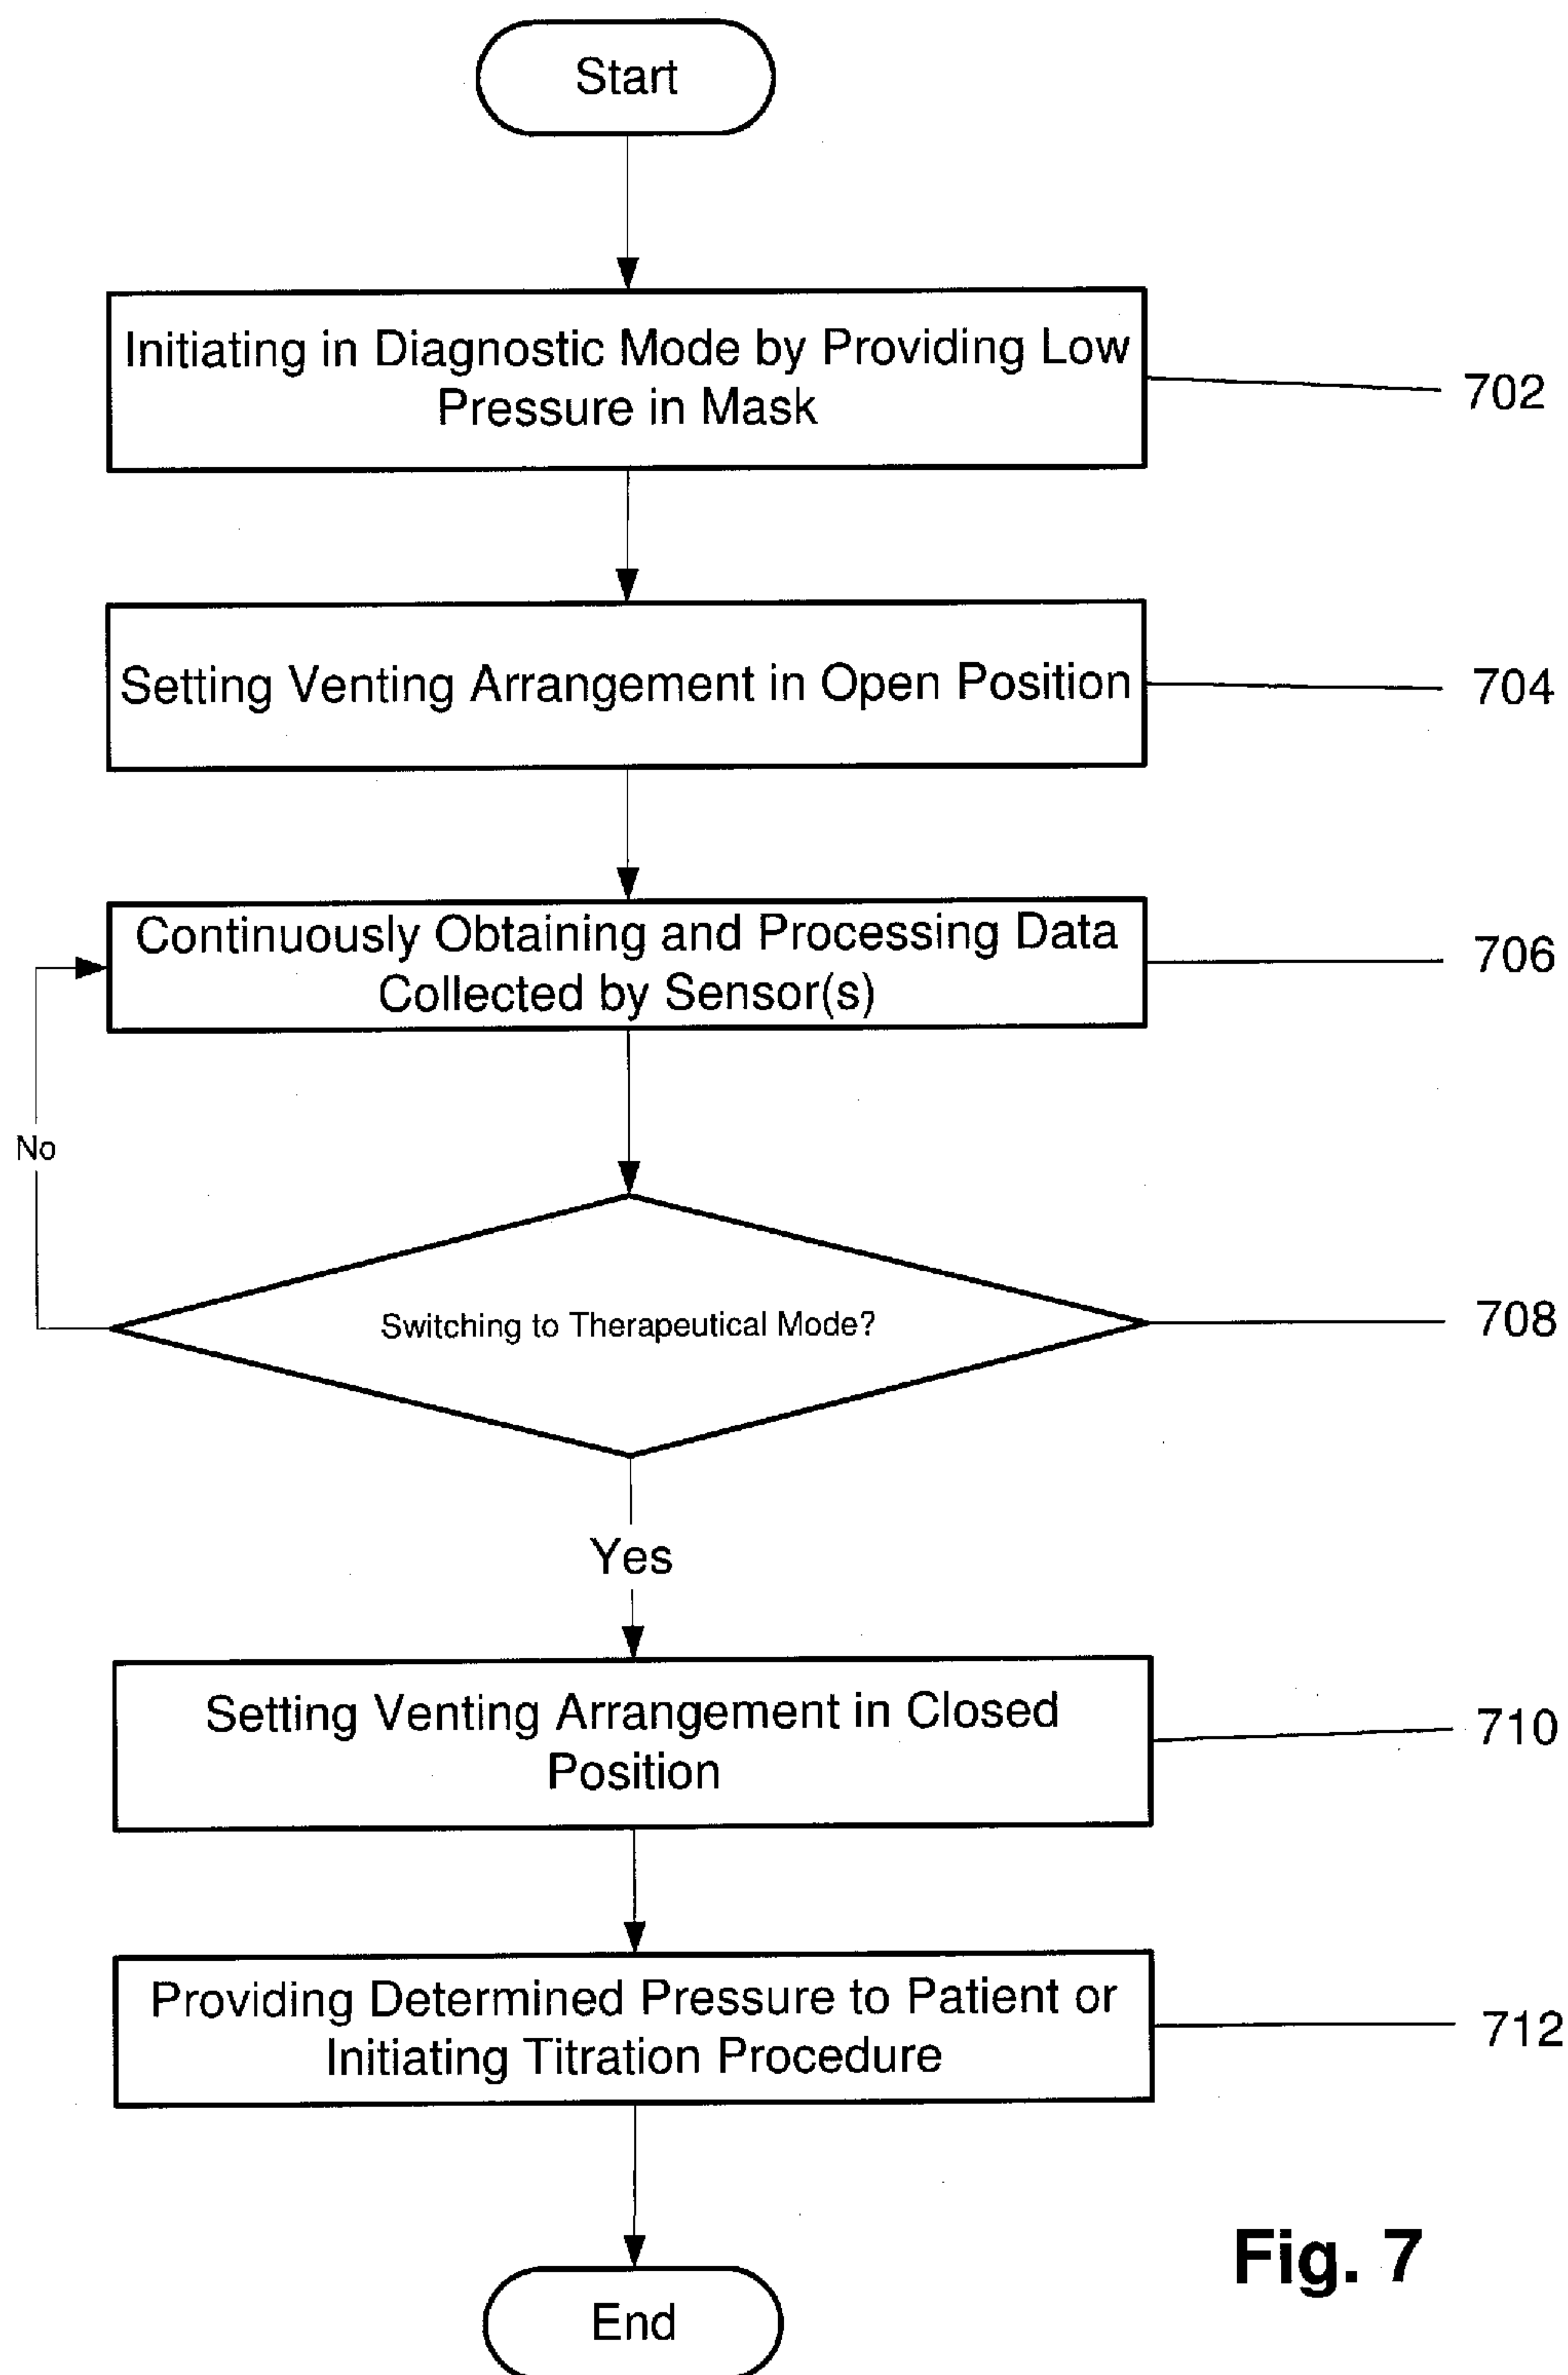 Start
Initiating in Diagnostic Mode by Providing Low
Pressure in Mask
702
Setting Venting Arrangement in Open Position
704
Continuously Obtaining and Processing Data
Collected by Sensor(s)
706
No
Switching to Therapeutical Mode?
708
Yes
Setting Venting Arrangement in Closed
Position
710
Providing Determined Pressure to Patient or
Initiating Titration Procedure
712
Fig. 7
End